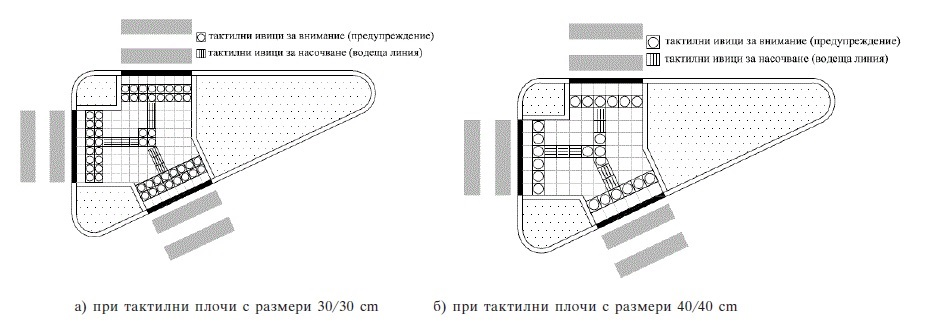 тактилни ивици за внимание (предупреждение)
тактилни ивици за насочване (водеща линия)
тактилни ивици за внимание (предупреждение)
тактилни ивици за насочване (водеща линия)
а) при тактилни плочи с размери 30/30 cm
б) при тактилни плочи с размери 40/40 cm